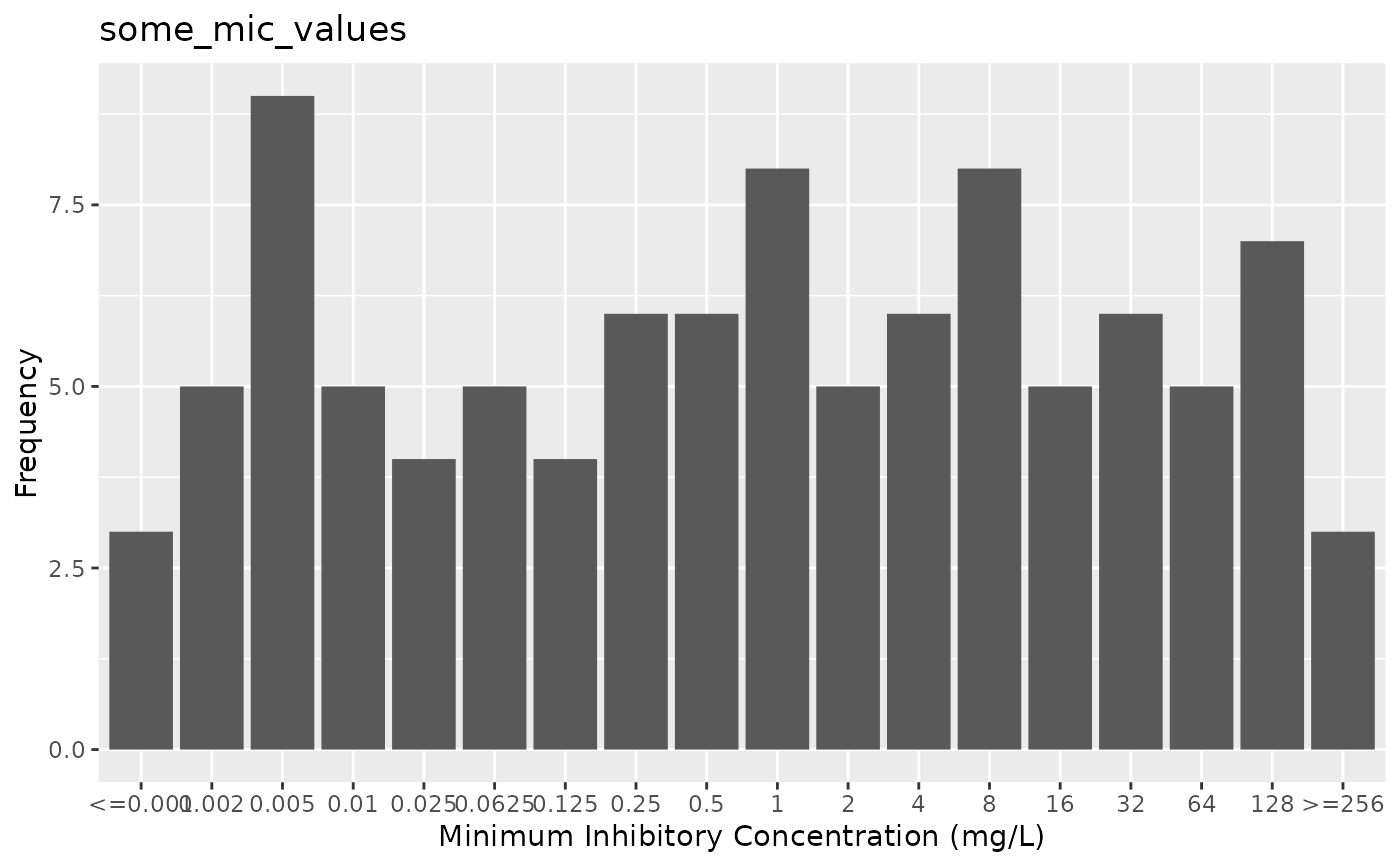 some_mic_values
Frequency
7.5
5.0
2.5
0.0
<=0.001 0.002 0.005 0.01 0.025 0.0625 0.125 0.25 0.5 1 2 4 8 16 32 64 128 >=256
Minimum Inhibitory Concentration (mg/L)